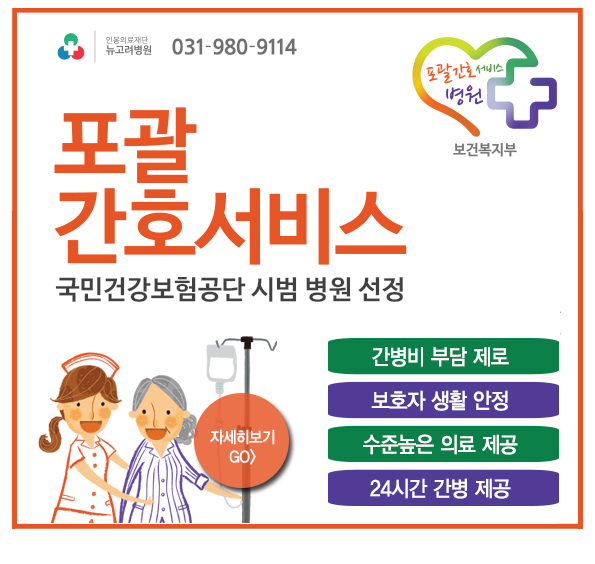 인봉의료재단
뉴고려병원
031-980-9114
포괄간호서비스
병원
보건복지부
포괄
간호서비스
국민건강보험공단 시범 병원 선정
간병비 부담 제로
보호자 생활 안정
수준높은 의료 제공
24시간 간병 제공
자세히보기
GO>